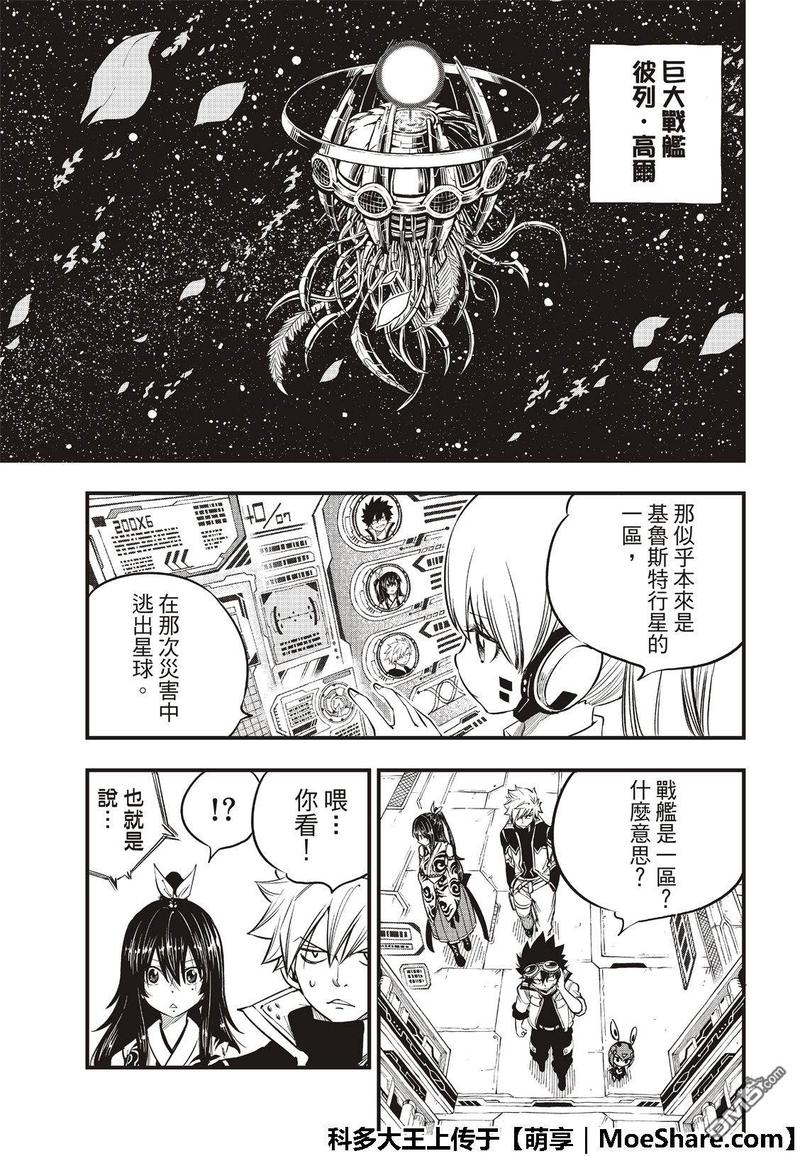 巨大戰艦
彼列·高爾
那似乎本來是
基魯斯特行星的
一區，
200X6
40/07
在那次災害中
逃出星球。
戰艦是一區?
什麼意思?
喂…
你看!
!?
也就是
說…
DM5.com
科多大王上传于【萌享｜MoeShare.com】